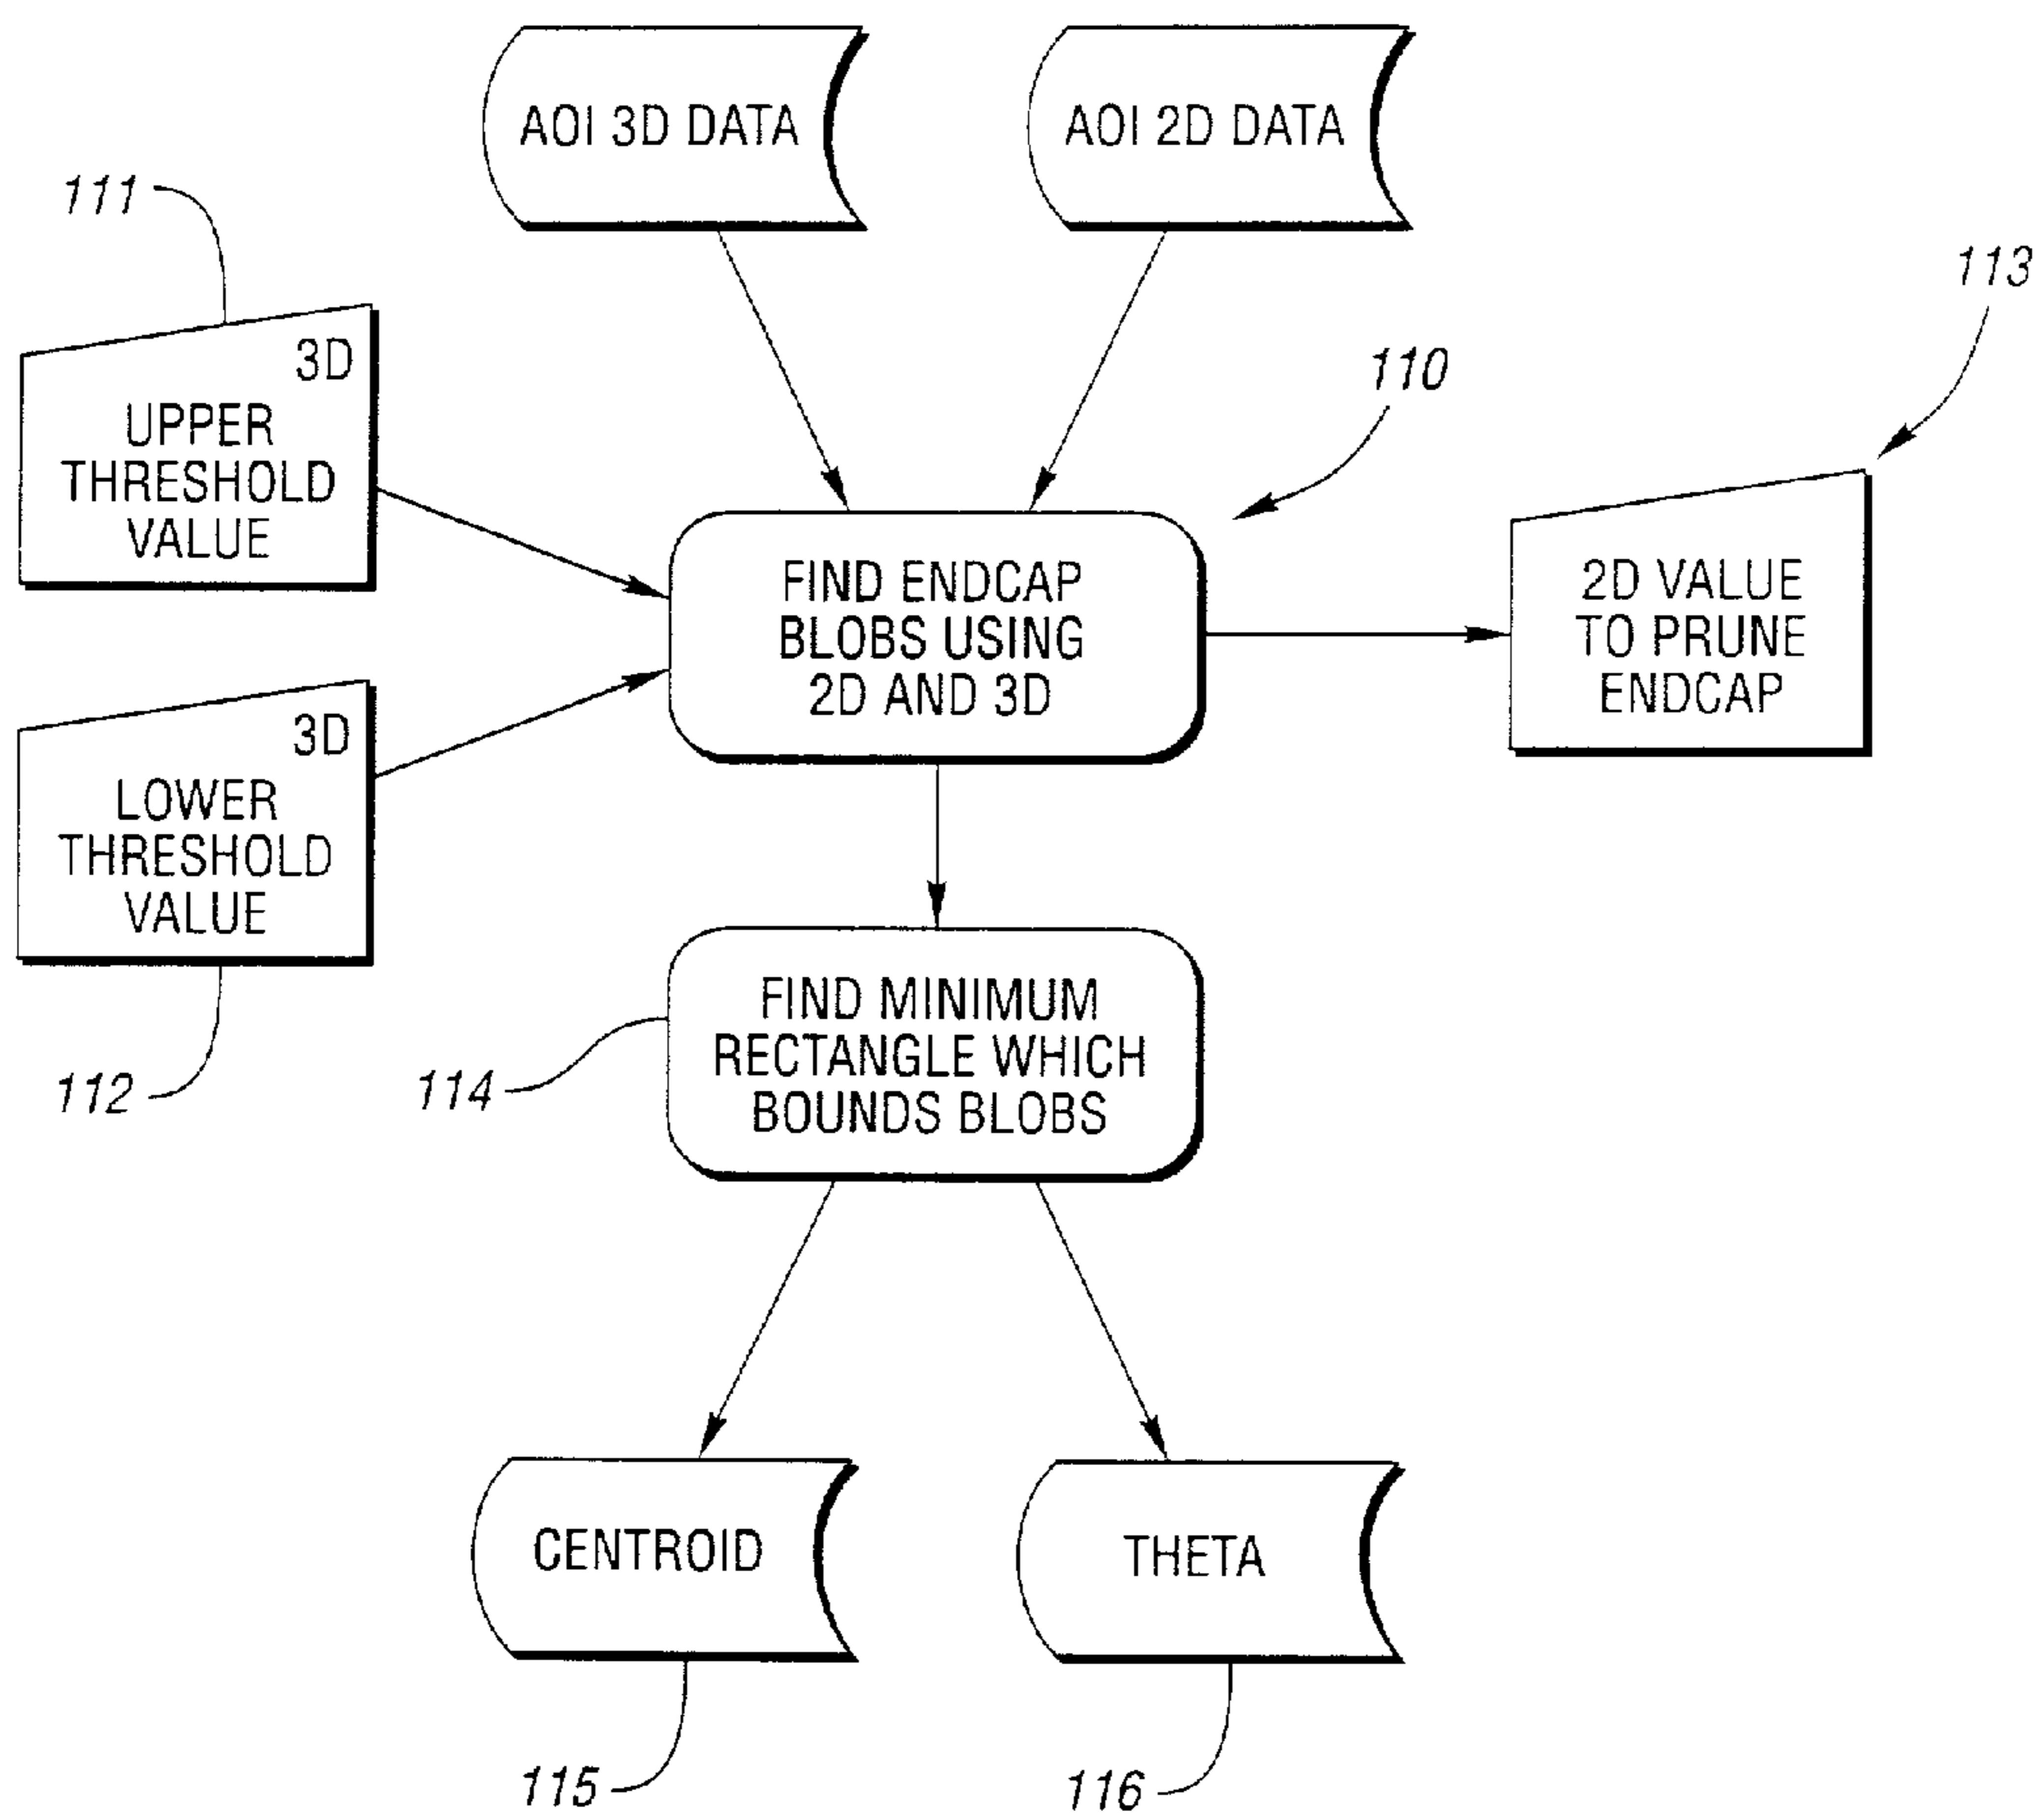 AOI 3D DATA
AOI 2D DATA
111
113
3D
UPPER
THRESHOLD
VALUE
110
FIND ENDCAP
BLOBS USING
2D AND 3D
2D VALUE
TO PRUNE
ENDCAP
3D
LOWER
THRESHOLD
VALUE
112
114
FIND MINIMUM
RECTANGLE WHICH
BOUNDS BLOBS
CENTROID
THETA
115
116